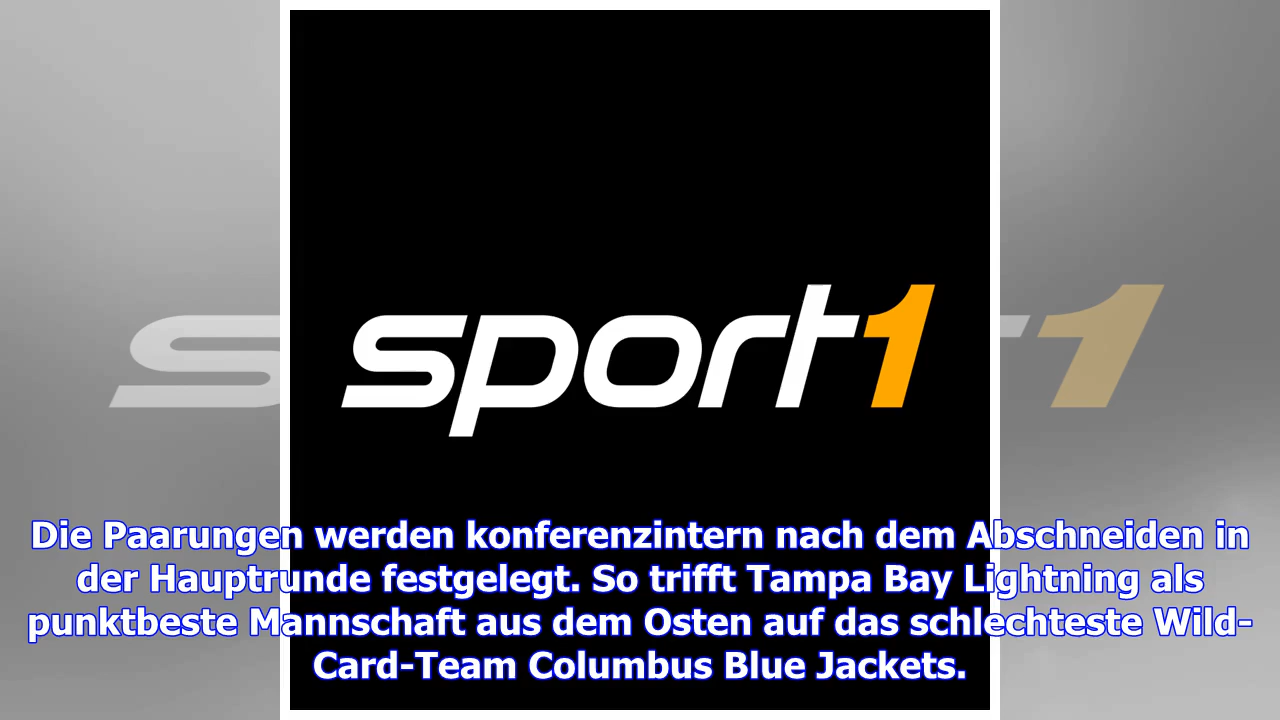 sport1
Die Paarungen werden konferenzintern nach dem Abschneiden in
der Hauptrunde festgelegt. So trifft Tampa Bay Lightning als
punktbeste Mannschaft aus dem Osten auf das schlechteste Wild-
Card-Team Columbus Blue Jackets.